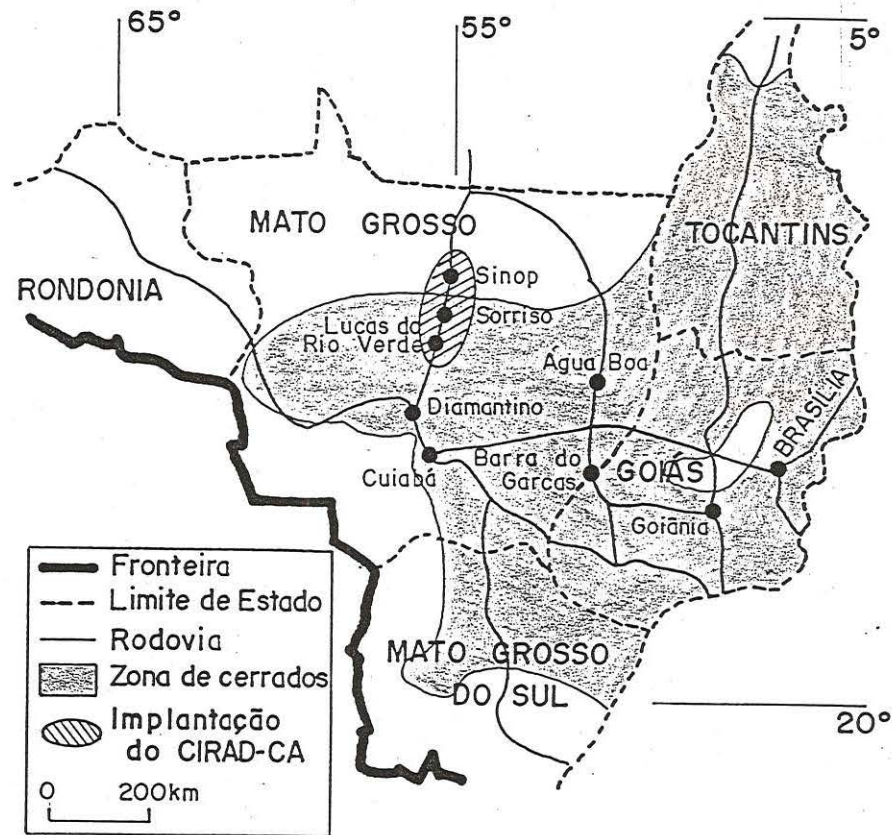 65°
55°
5°
MATO GROSSO
TOCANTINS
Sinop
RONDONIA
Sorriso
Lucas do
Rio Verde
Água Boa
Diamantino
BRASÍLIA
Cuiabá
Barra do
Garcas
GOIÁS
Goiânia
Fronteira
Limite de Estado
Rodovia
Zona de cerrados
Implantação
do CIRAD-CA
0 200km
MATO GROSSO
DO SUL
20°